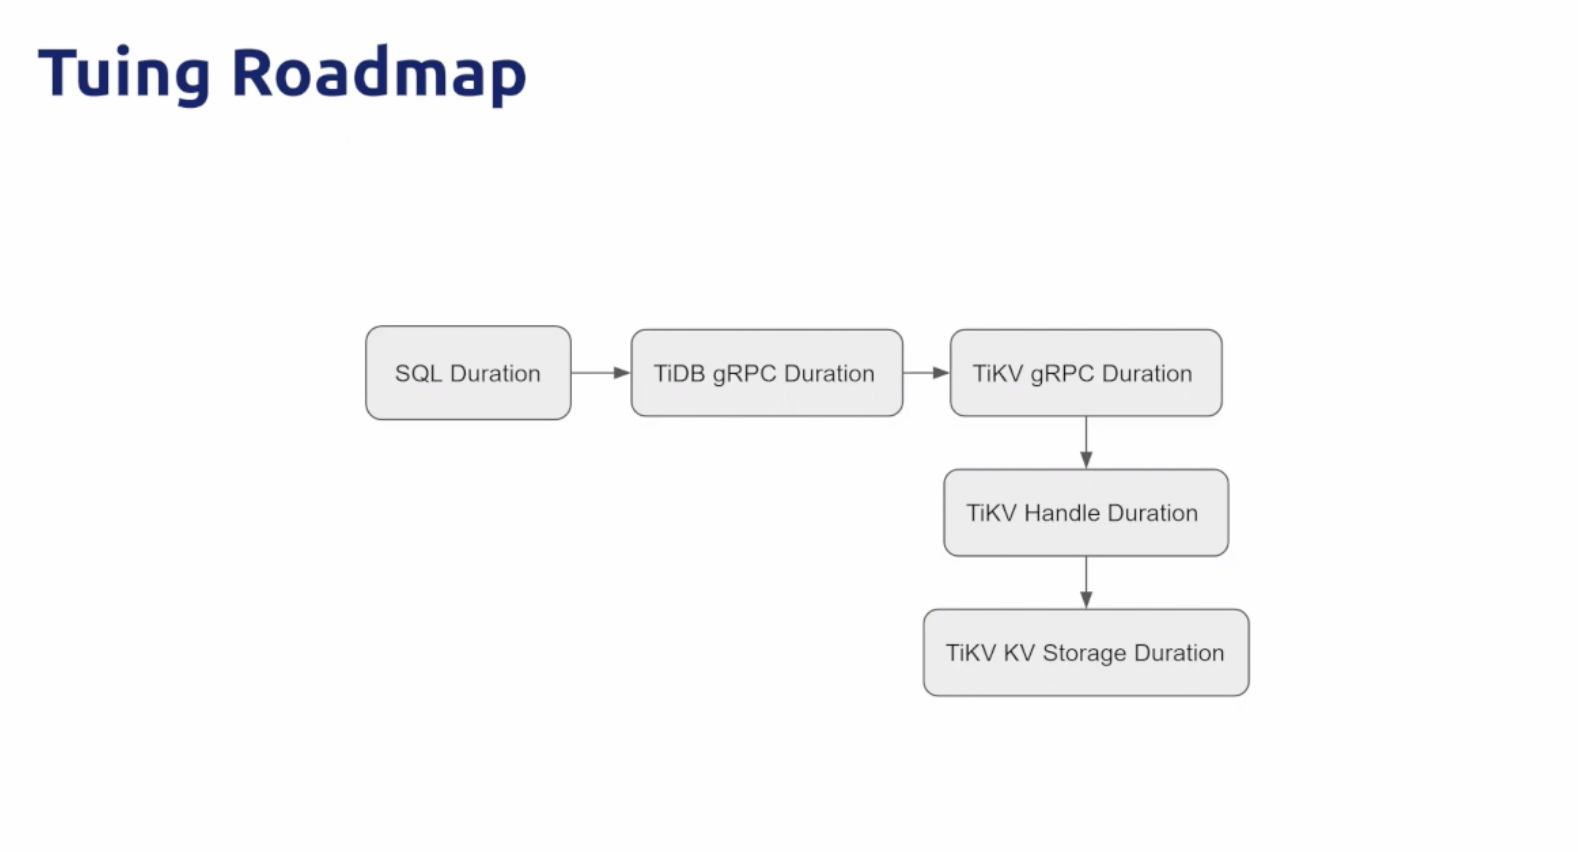 Tuing Roadmap
SQL Duration
TiDB gRPC Duration
TiKV gRPC Duration
TiKV Handle Duration
TiKV KV Storage Duration